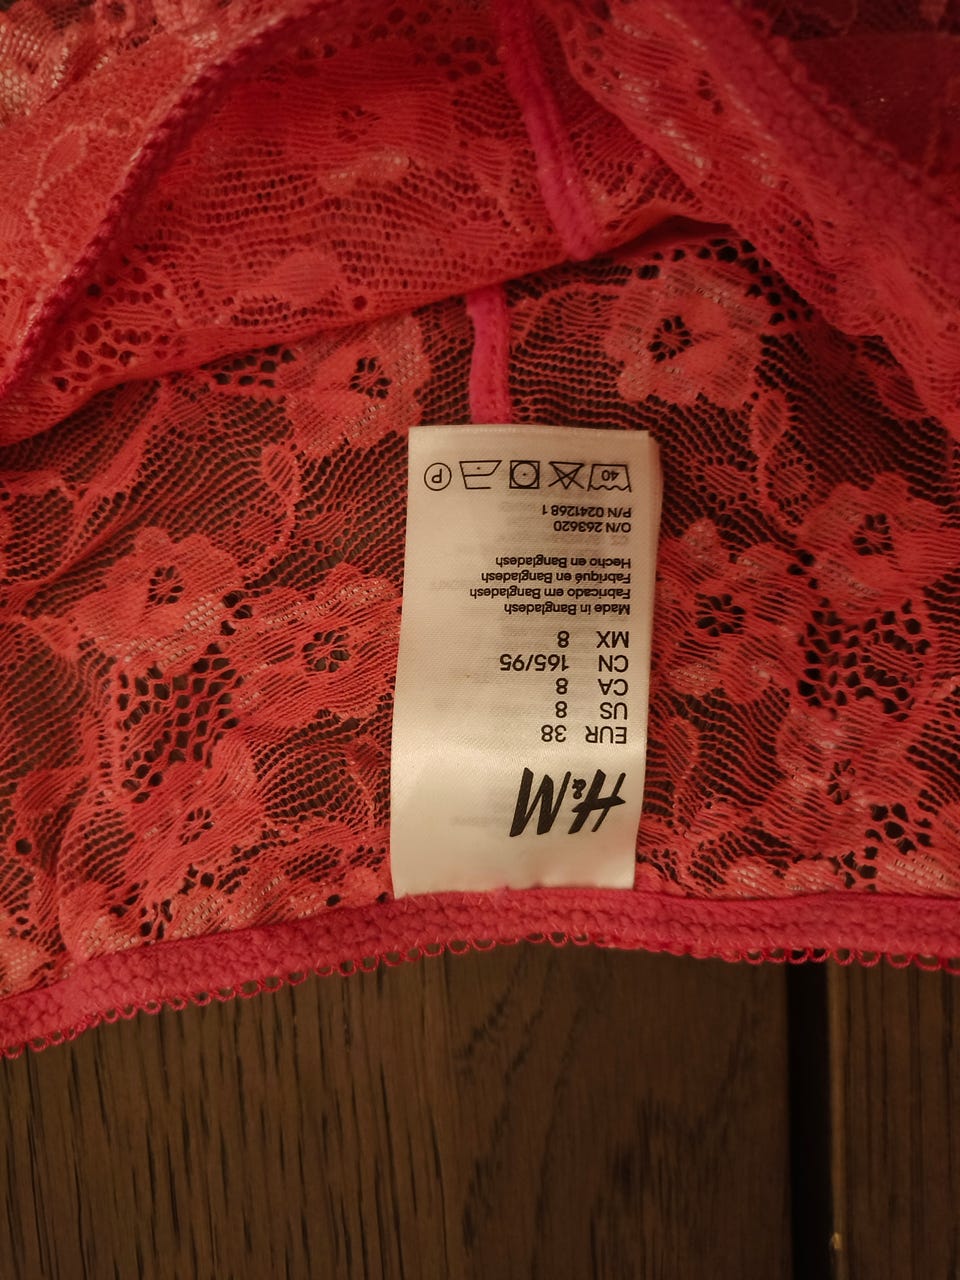 H&M
EUR 38
US 8
CA 8
CN 165/95
MX 8
Made in Bangladesh
Fabricado em Bangladesh
Fabriqué en Bangladesh
Hecho en Bangladesh
O/N 263620
P/N 0241268 1
40
P